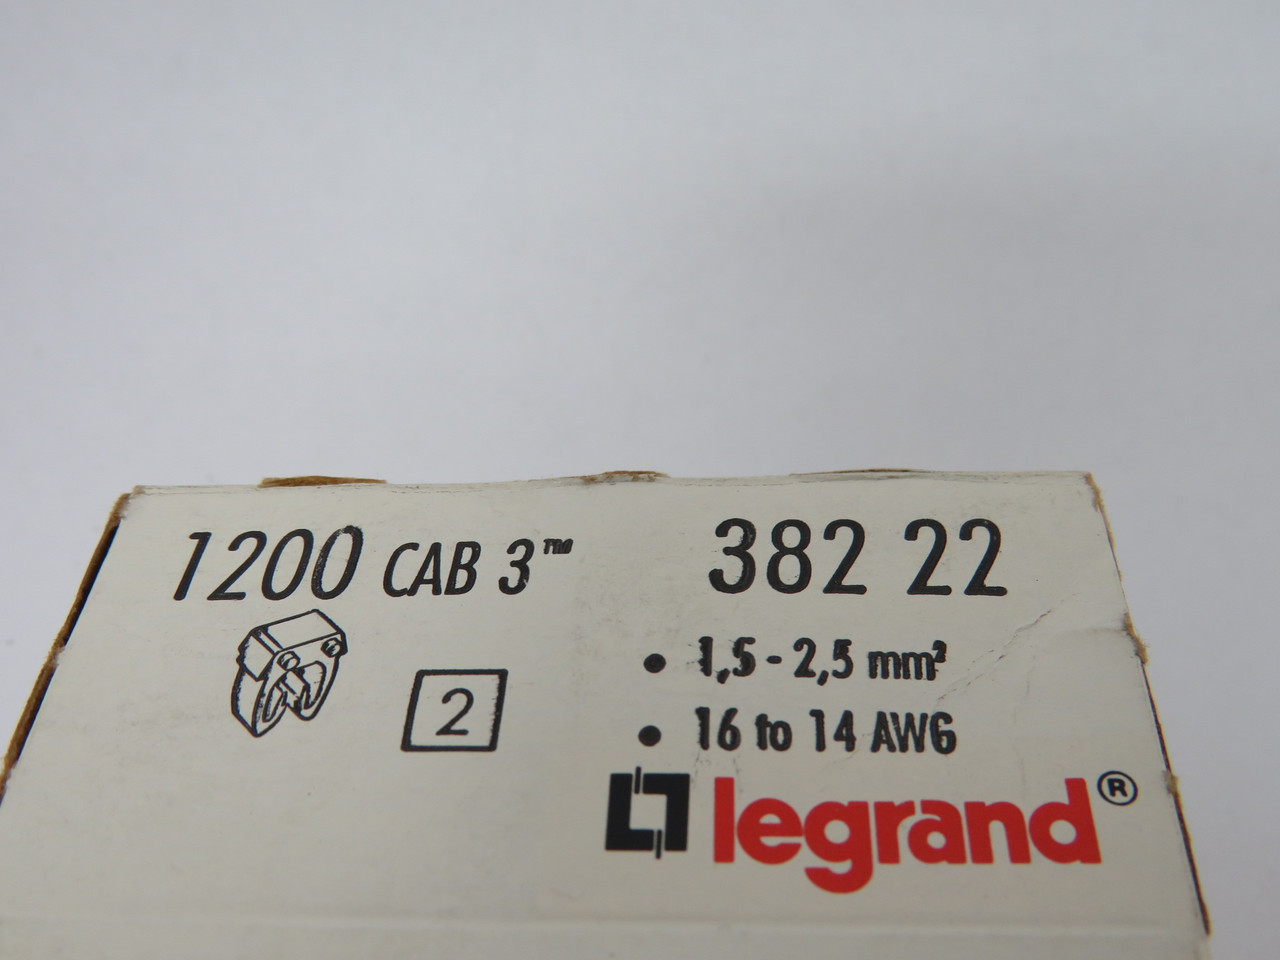 1200 CAB 3™ 382 22
• 1,5 - 2,5 mm²
2
• 16 to 14 AWG
legrand®